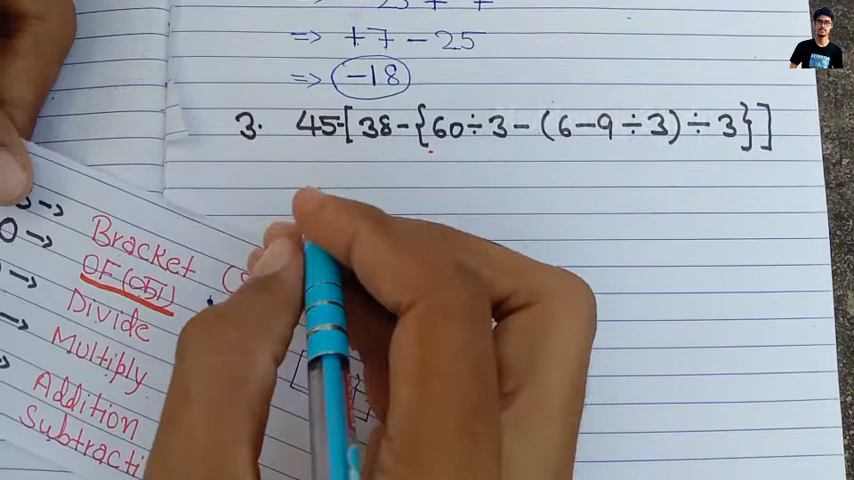 => +7 - 25
=> -18
3. 45-[38-{60÷3-(6-9÷3)÷3}]
Bracket
OF
Divide
Multiply
Addition
Subtracti